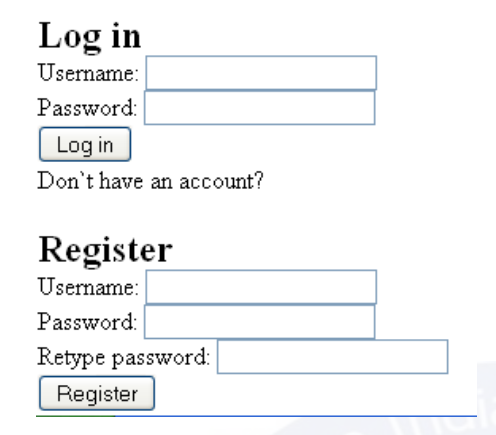 Log in
Username:
Password:
Log in
Don`t have an account?
Register
Username:
Password:
Retype password:
Register